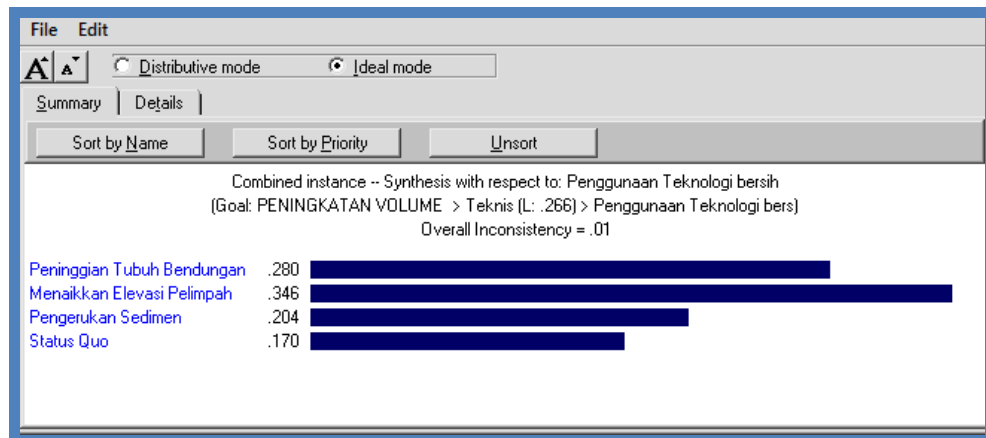 File Edit
A A Distributive mode Ideal mode
Summary Details
Sort by Name Sort by Priority Unsort
Combined instance -- Synthesis with respect to: Penggunaan Teknologi bersih
(Goal: PENINGKATAN VOLUME > Teknis (L: .266) > Penggunaan Teknologi bers)
Overall Inconsistency = .01
Peninggian Tubuh Bendungan .280
Menaikkan Elevasi Pelimpah .346
Pengerukan Sedimen .204
Status Quo .170